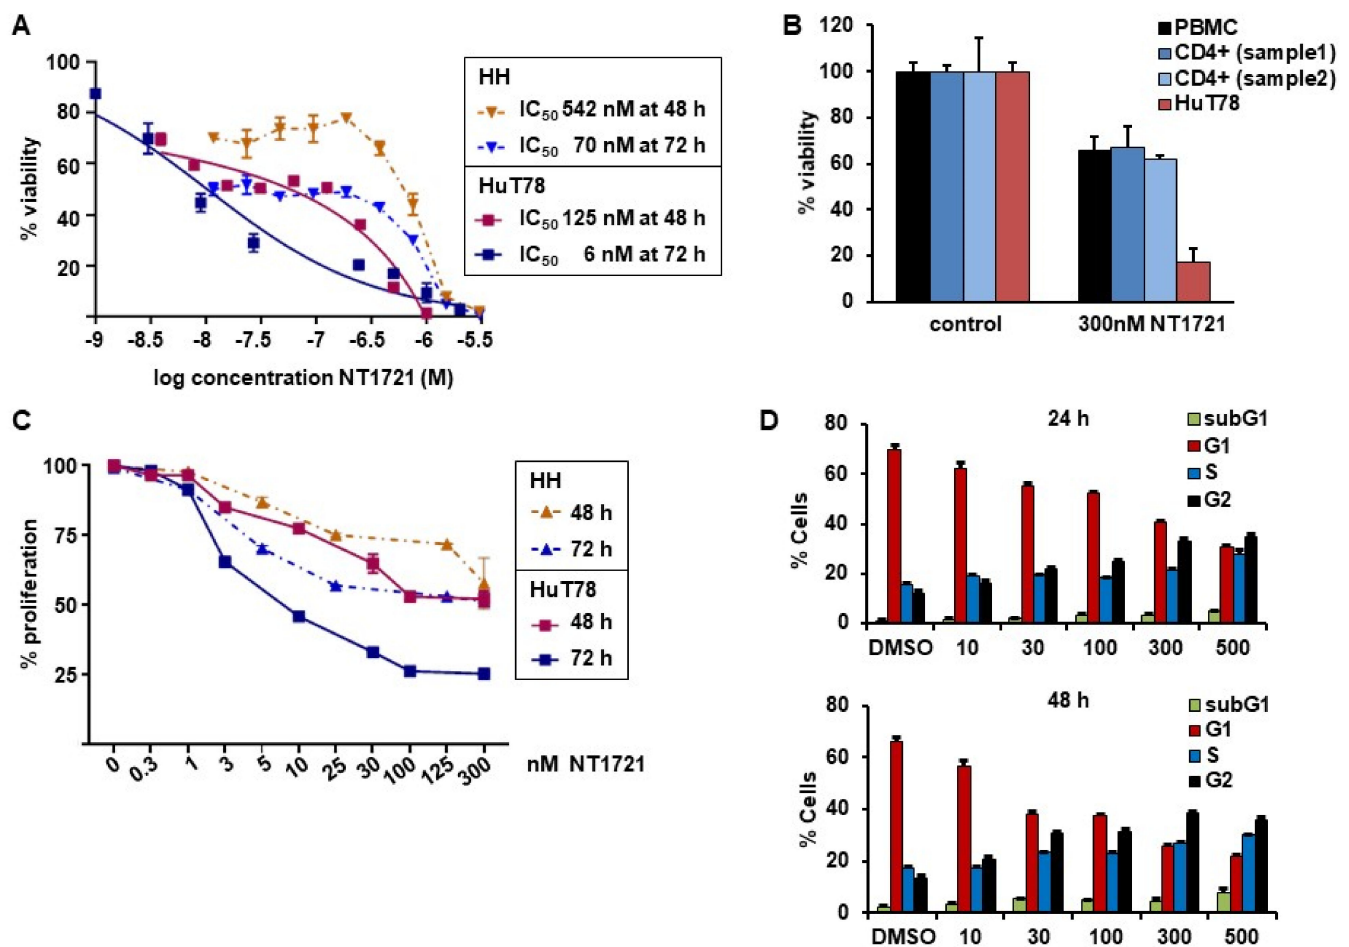 A
% viability
100
80
60
40
20
-9 -8.5 -8 -7.5 -7 -6.5 -6 -5.5
log concentration NT1721 (M)
HH
IC50 542 nM at 48 h
IC50 70 nM at 72 h
HuT78
IC50 125 nM at 48 h
IC50 6 nM at 72 h
B
% viability
120
100
80
60
40
20
0
control 300nM NT1721
PBMC
CD4+ (sample1)
CD4+ (sample2)
HuT78
C
% proliferation
100
75
50
25
0 0.3 1 3 5 10 25 30 100 125 300 nM NT1721
HH
48 h
72 h
HuT78
48 h
72 h
D
24 h
% Cells
80
60
40
20
0
DMSO 10 30 100 300 500
subG1
G1
S
G2
48 h
% Cells
80
60
40
20
0
DMSO 10 30 100 300 500
subG1
G1
S
G2